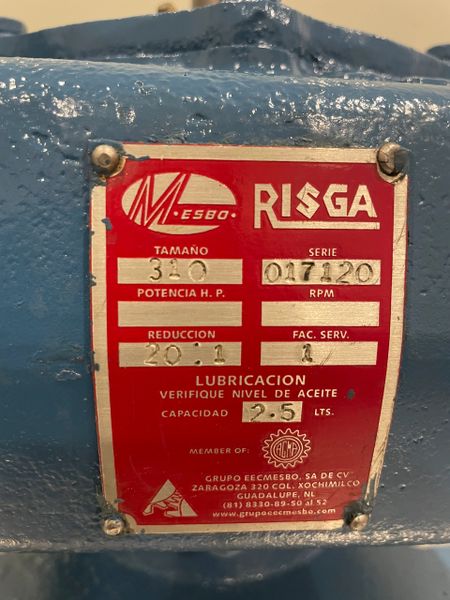 MESBO RISGA
TAMAÑO SERIE
310 017120
POTENCIA H. P. RPM
REDUCCION FAC. SERV.
20:1 1
LUBRICACION
VERIFIQUE NIVEL DE ACEITE
CAPACIDAD 2.5 LTS.
MEMBER OF: AGMA
GRUPO EECMESBO, SA DE CV
ZARAGOZA 320 COL. XOCHIMILCO
GUADALUPE, NL
(81) 8330-89-50 al 52
www.grupoeecmesbo.com